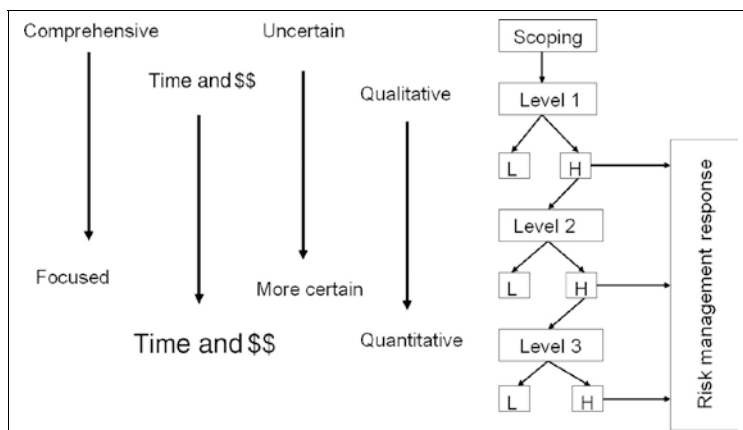 Comprehensive
Uncertain
Scoping
Time and $$
Qualitative
Level 1
L
H
Level 2
Focused
More certain
L
H
Time and $$
Quantitative
Level 3
L
H
Risk management response